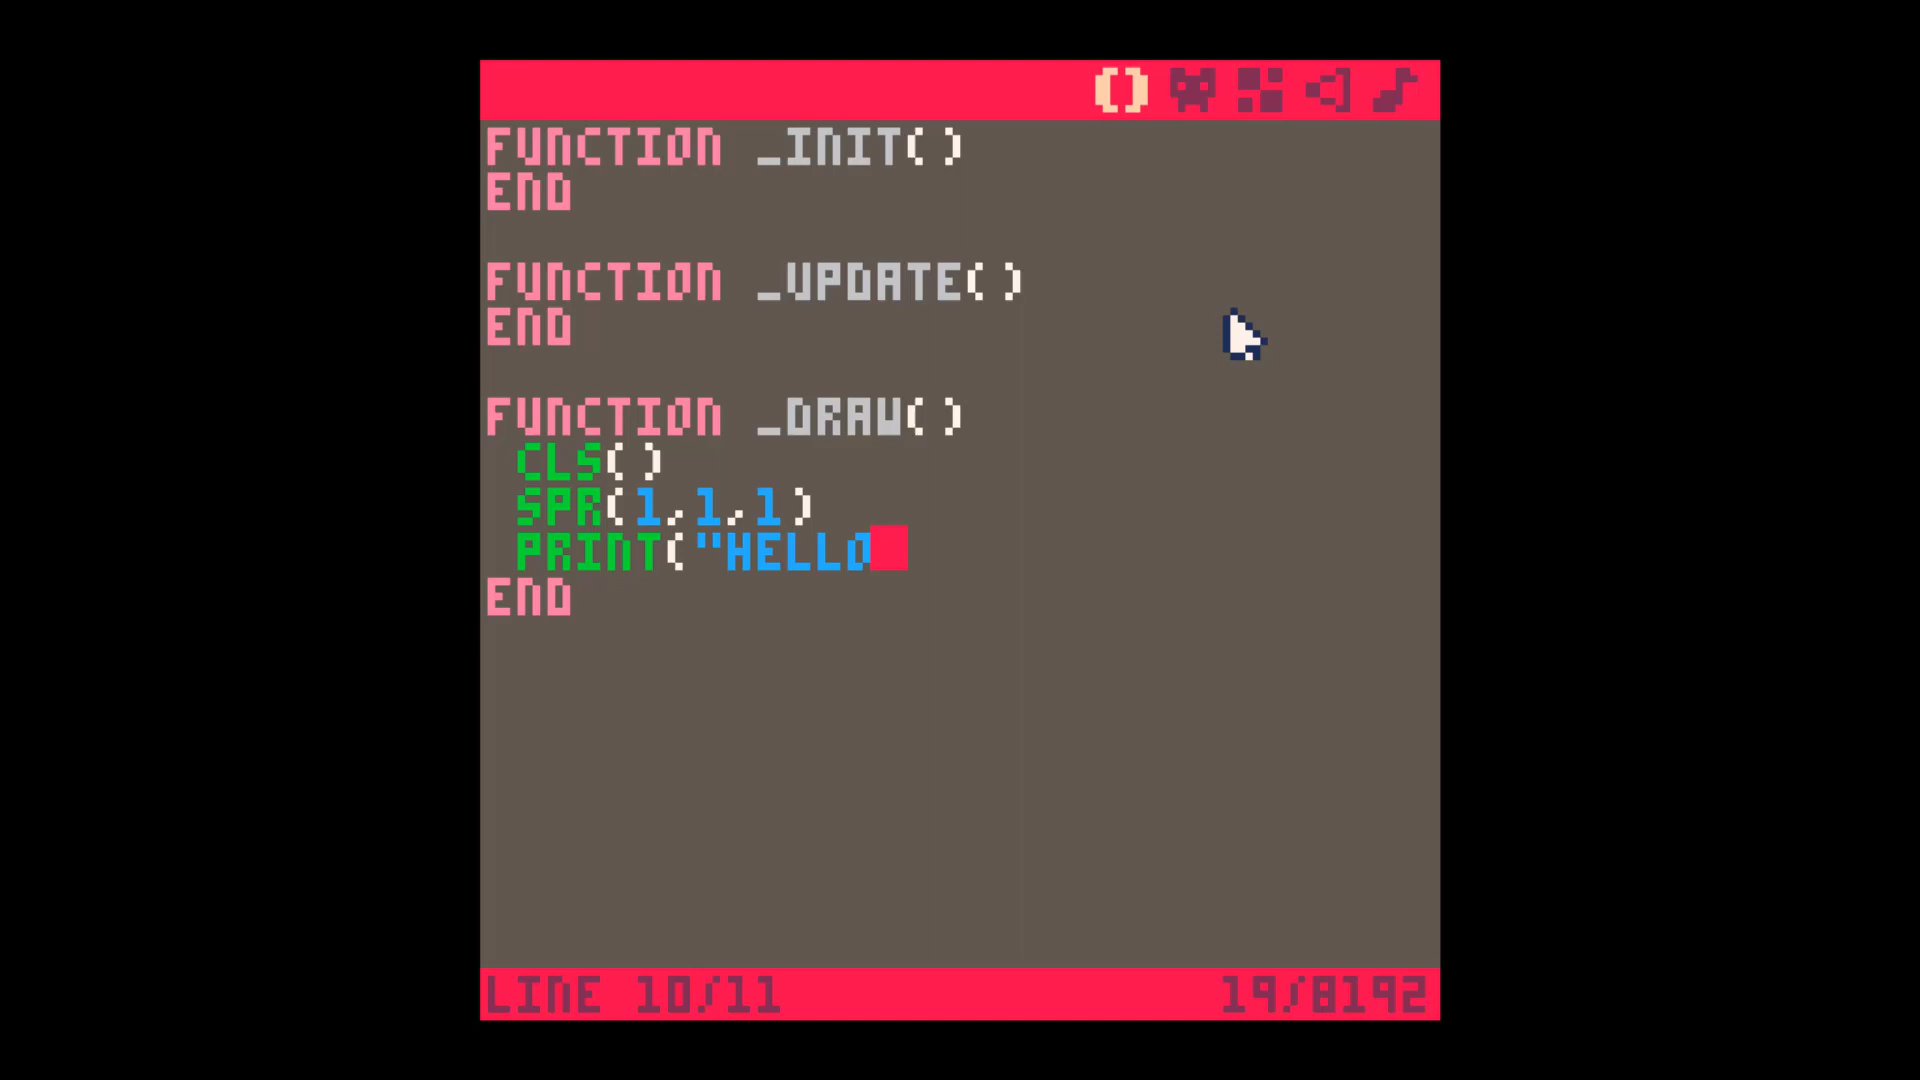 FUNCTION _INIT()
END
FUNCTION _UPDATE()
END
FUNCTION _DRAW()
CLS()
SPR(1,1,1)
PRINT("HELLO
END
LINE 10/11
19/8192